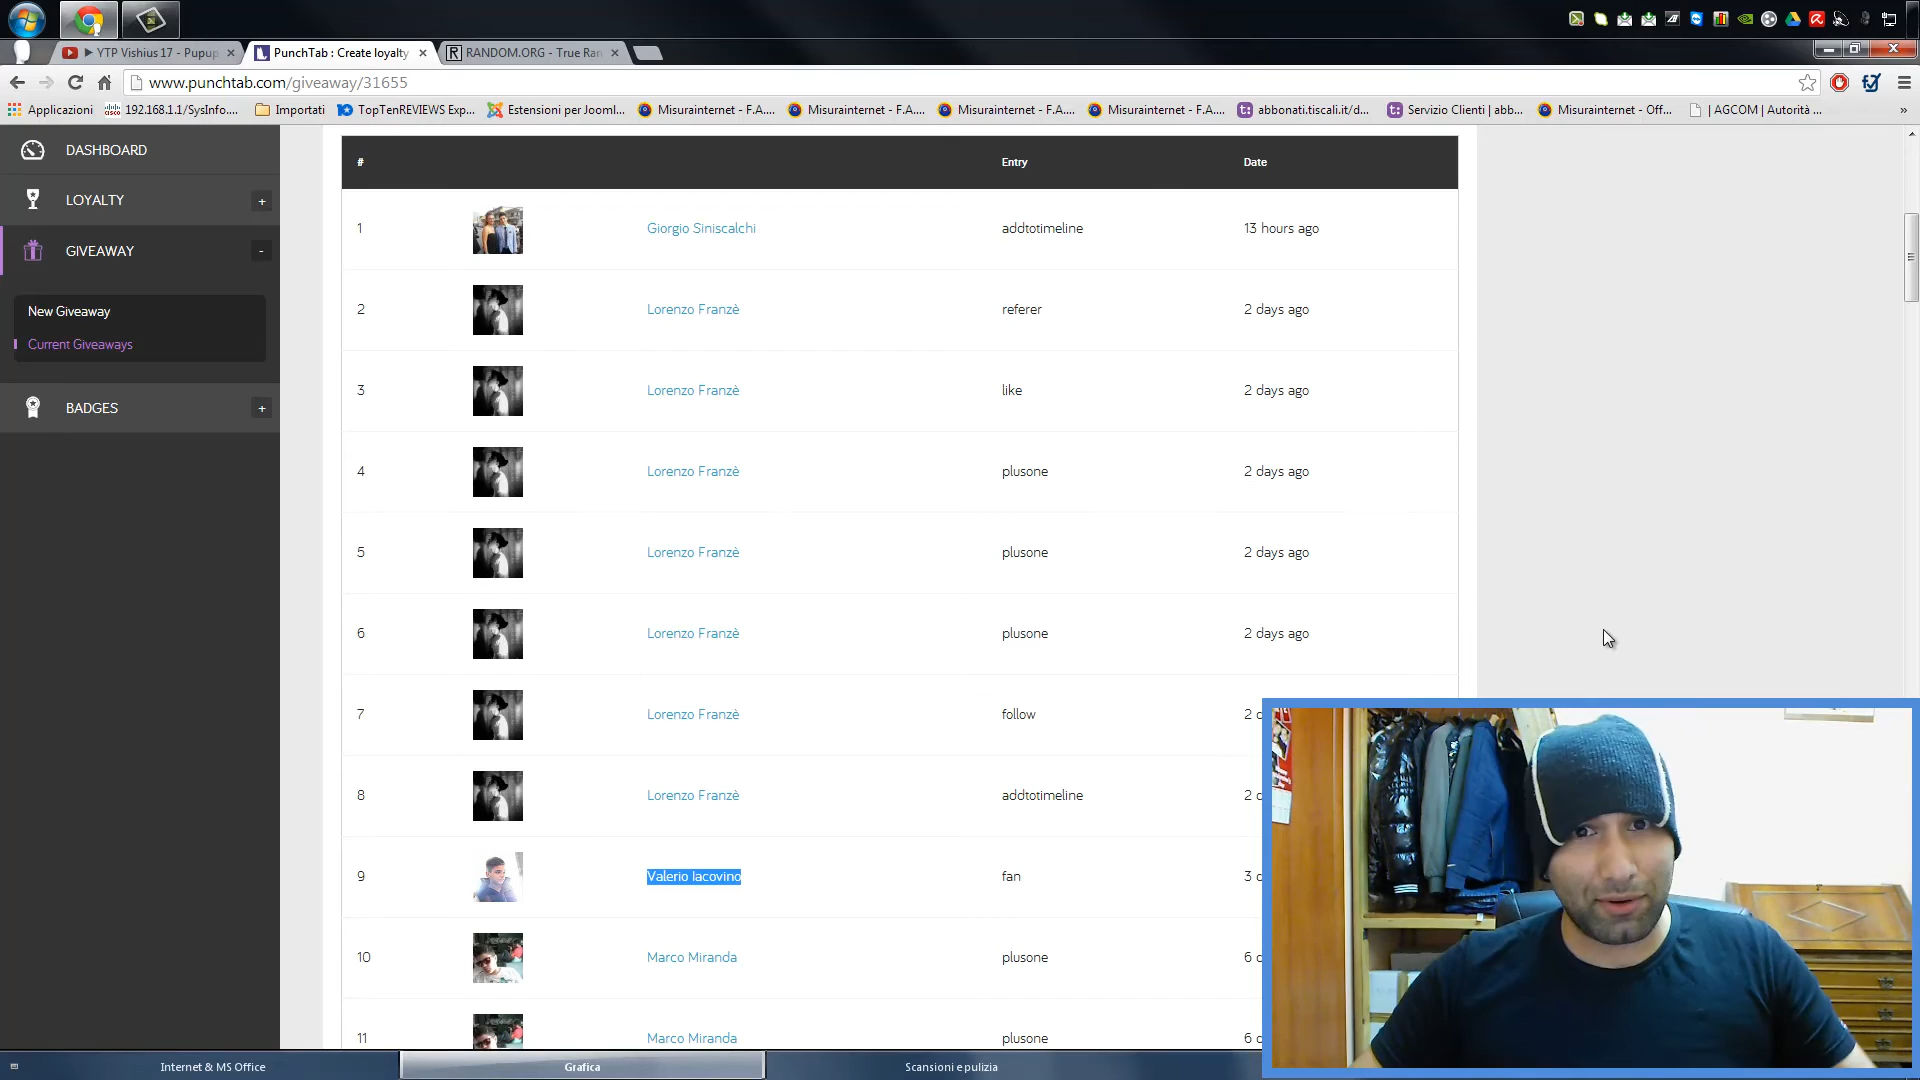 YTP Vishius 17 - Pupup
PunchTab : Create loyalty
RANDOM.ORG - True Ran
www.punchtab.com/giveaway/31655
Applicazioni
192.168.1.1/SysInfo....
Importati
TopTenREVIEWS Exp...
Estensioni per Jooml...
Misurainternet - F.A....
Misurainternet - F.A....
Misurainternet - F.A....
Misurainternet - F.A....
abbonati.tiscali.it/d...
Servizio Clienti | abb...
Misurainternet - Off...
| AGCOM | Autorità ...
DASHBOARD
LOYALTY +
GIVEAWAY -
New Giveaway
Current Giveaways
BADGES +
# Entry Date
1 Giorgio Siniscalchi addtotimeline 13 hours ago
2 Lorenzo Franzè referer 2 days ago
3 Lorenzo Franzè like 2 days ago
4 Lorenzo Franzè plusone 2 days ago
5 Lorenzo Franzè plusone 2 days ago
6 Lorenzo Franzè plusone 2 days ago
7 Lorenzo Franzè follow 2 d
8 Lorenzo Franzè addtotimeline 2 d
9 Valerio Iacovino fan 3 d
10 Marco Miranda plusone 6 d
11 Marco Miranda plusone 6 d
Internet & MS Office
Grafica
Scansioni e pulizia